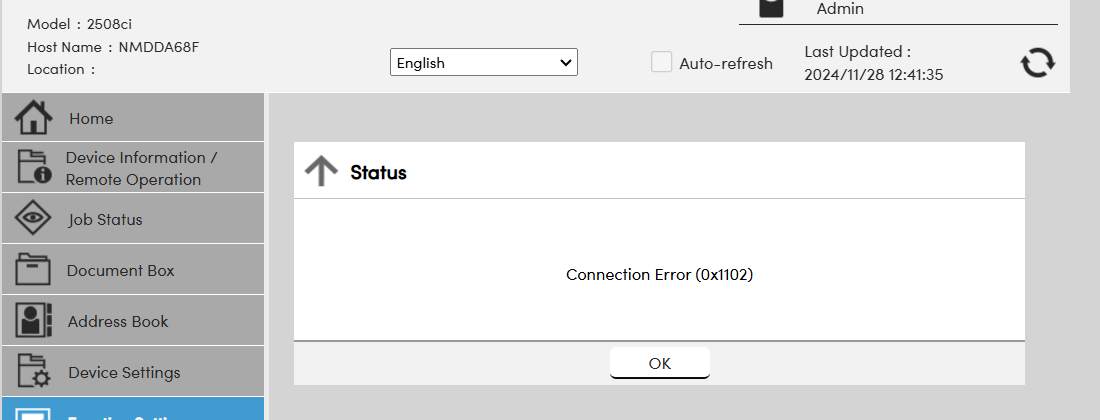 Admin
Model : 2508ci
Host Name : NMDDA68F
Location :
English
Auto-refresh
Last Updated :
2024/11/28 12:41:35
Home
Device Information /
Remote Operation
Job Status
Document Box
Address Book
Device Settings
Status
Connection Error (0x1102)
OK